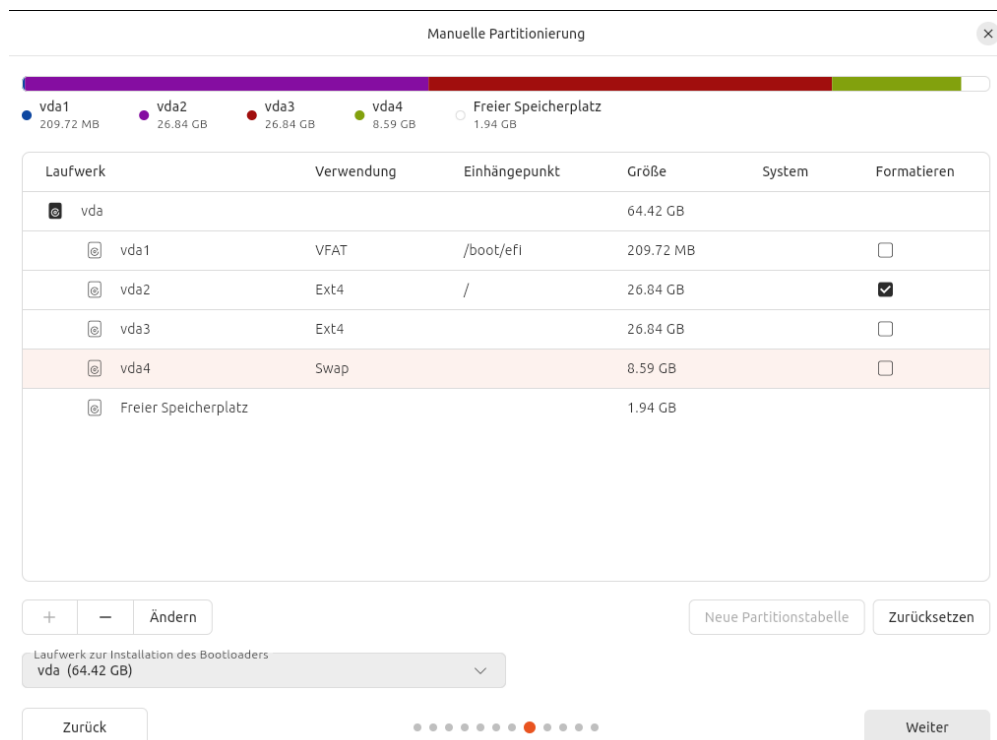 Manuelle Partitionierung
vda1 vda2 vda3 vda4 Freier Speicherplatz
209.72 MB 26.84 GB 26.84 GB 8.59 GB 1.94 GB
Laufwerk Verwendung Einhängepunkt Größe System Formatieren
vda 64.42 GB
vda1 VFAT /boot/efi 209.72 MB
vda2 Ext4 / 26.84 GB
vda3 Ext4 26.84 GB
vda4 Swap 8.59 GB
Freier Speicherplatz 1.94 GB
+ − Ändern Neue Partitionstabelle Zurücksetzen
Laufwerk zur Installation des Bootloaders
vda (64.42 GB)
Zurück Weiter